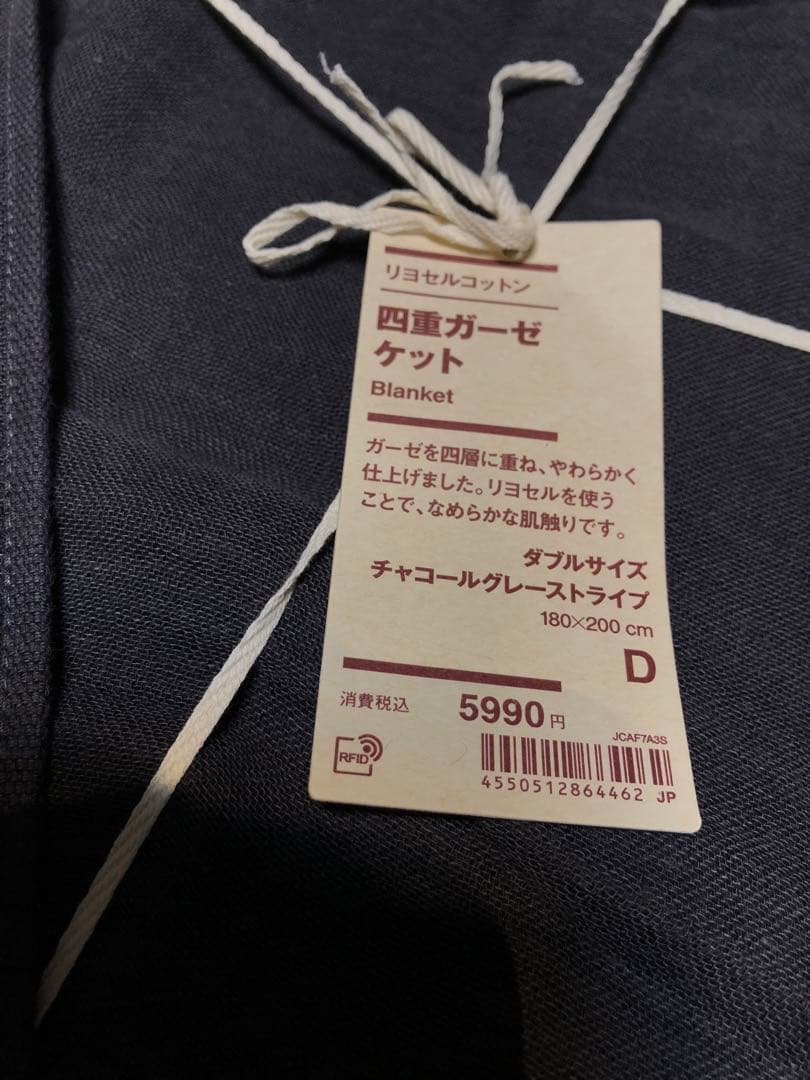 リヨセルコットン
四重ガーゼ
ケット
Blanket
ガーゼを四層に重ね、やわらかく
仕上げました。リヨセルを使う
ことで、なめらかな肌触りです。
ダブルサイズ
チャコールグレーストライプ
180×200 cm
D
消費税込 5990円
RFID
JCAF7A3S
4550512864462 JP